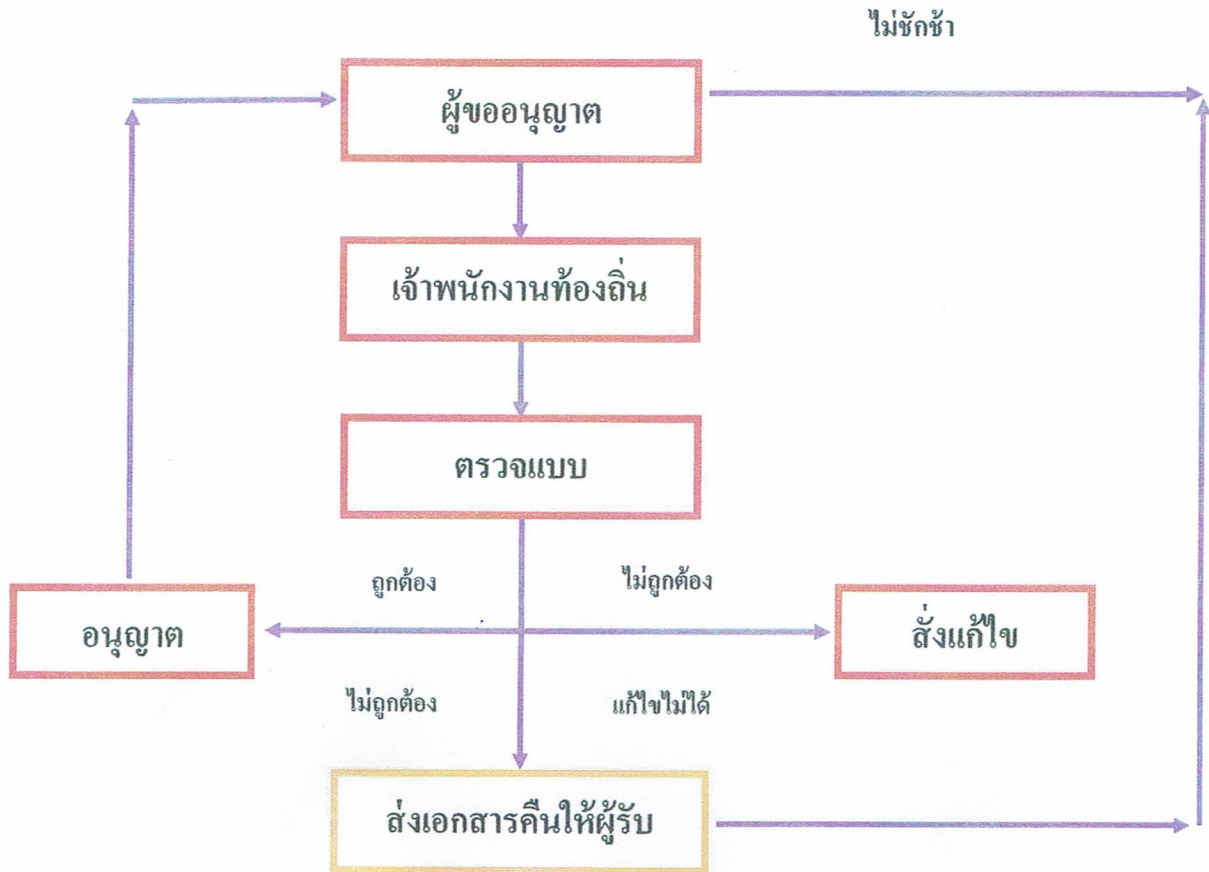 ไม่ชักช้า
ผู้ขออนุญาต
เจ้าพนักงานท้องถิ่น
ตรวจแบบ
ถูกต้อง
ไม่ถูกต้อง
อนุญาต
สั่งแก้ไข
ไม่ถูกต้อง
แก้ไขไม่ได้
ส่งเอกสารคืนให้ผู้รับ